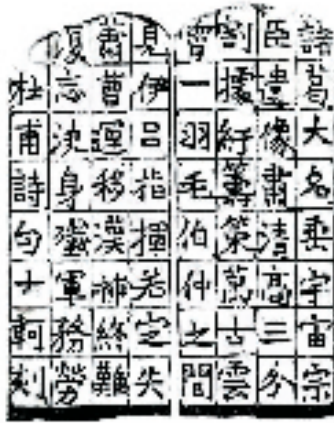 諸葛大名垂宇宙宗
臣遺像肅清高三分
割據紆籌策萬古雲
霄一羽毛伯仲之間
見伊呂指揮若定失
蕭曹運移漢祚終難
復志決身殲軍務勞
杜甫詩句士軻刻